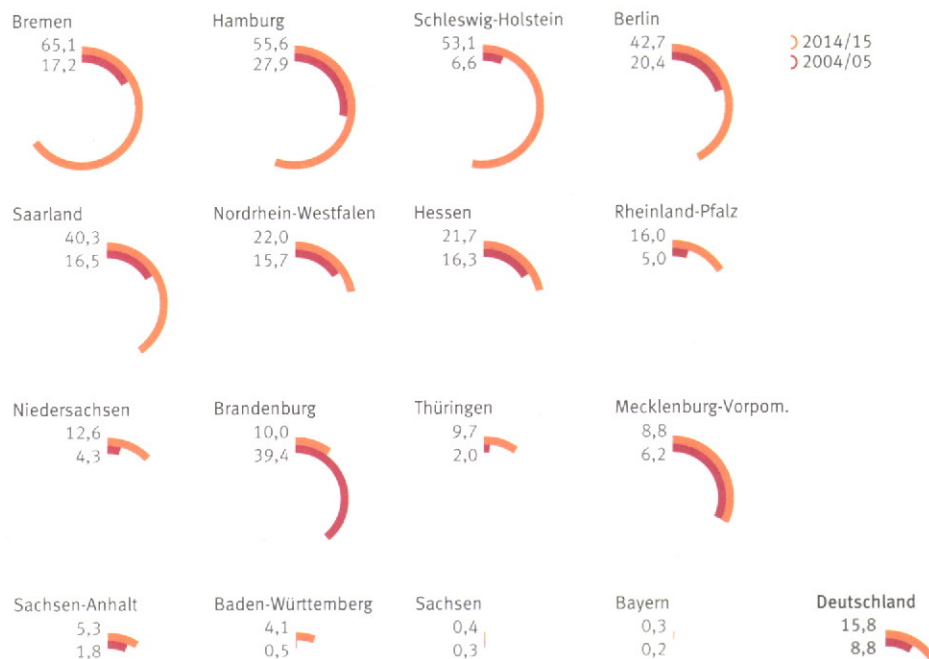 Bremen
65,1
17,2
Hamburg
55,6
27,9
Schleswig-Holstein
53,1
6,6
Berlin
42,7
20,4
2014/15
2004/05
Saarland
40,3
16,5
Nordrhein-Westfalen
22,0
15,7
Hessen
21,7
16,3
Rheinland-Pfalz
16,0
5,0
Niedersachsen
12,6
4,3
Brandenburg
10,0
39,4
Thüringen
9,7
2,0
Mecklenburg-Vorpom.
8,8
6,2
Sachsen-Anhalt
5,3
1,8
Baden-Württemberg
4,1
0,5
Sachsen
0,4
0,3
Bayern
0,3
0,2
Deutschland
15,8
8,8